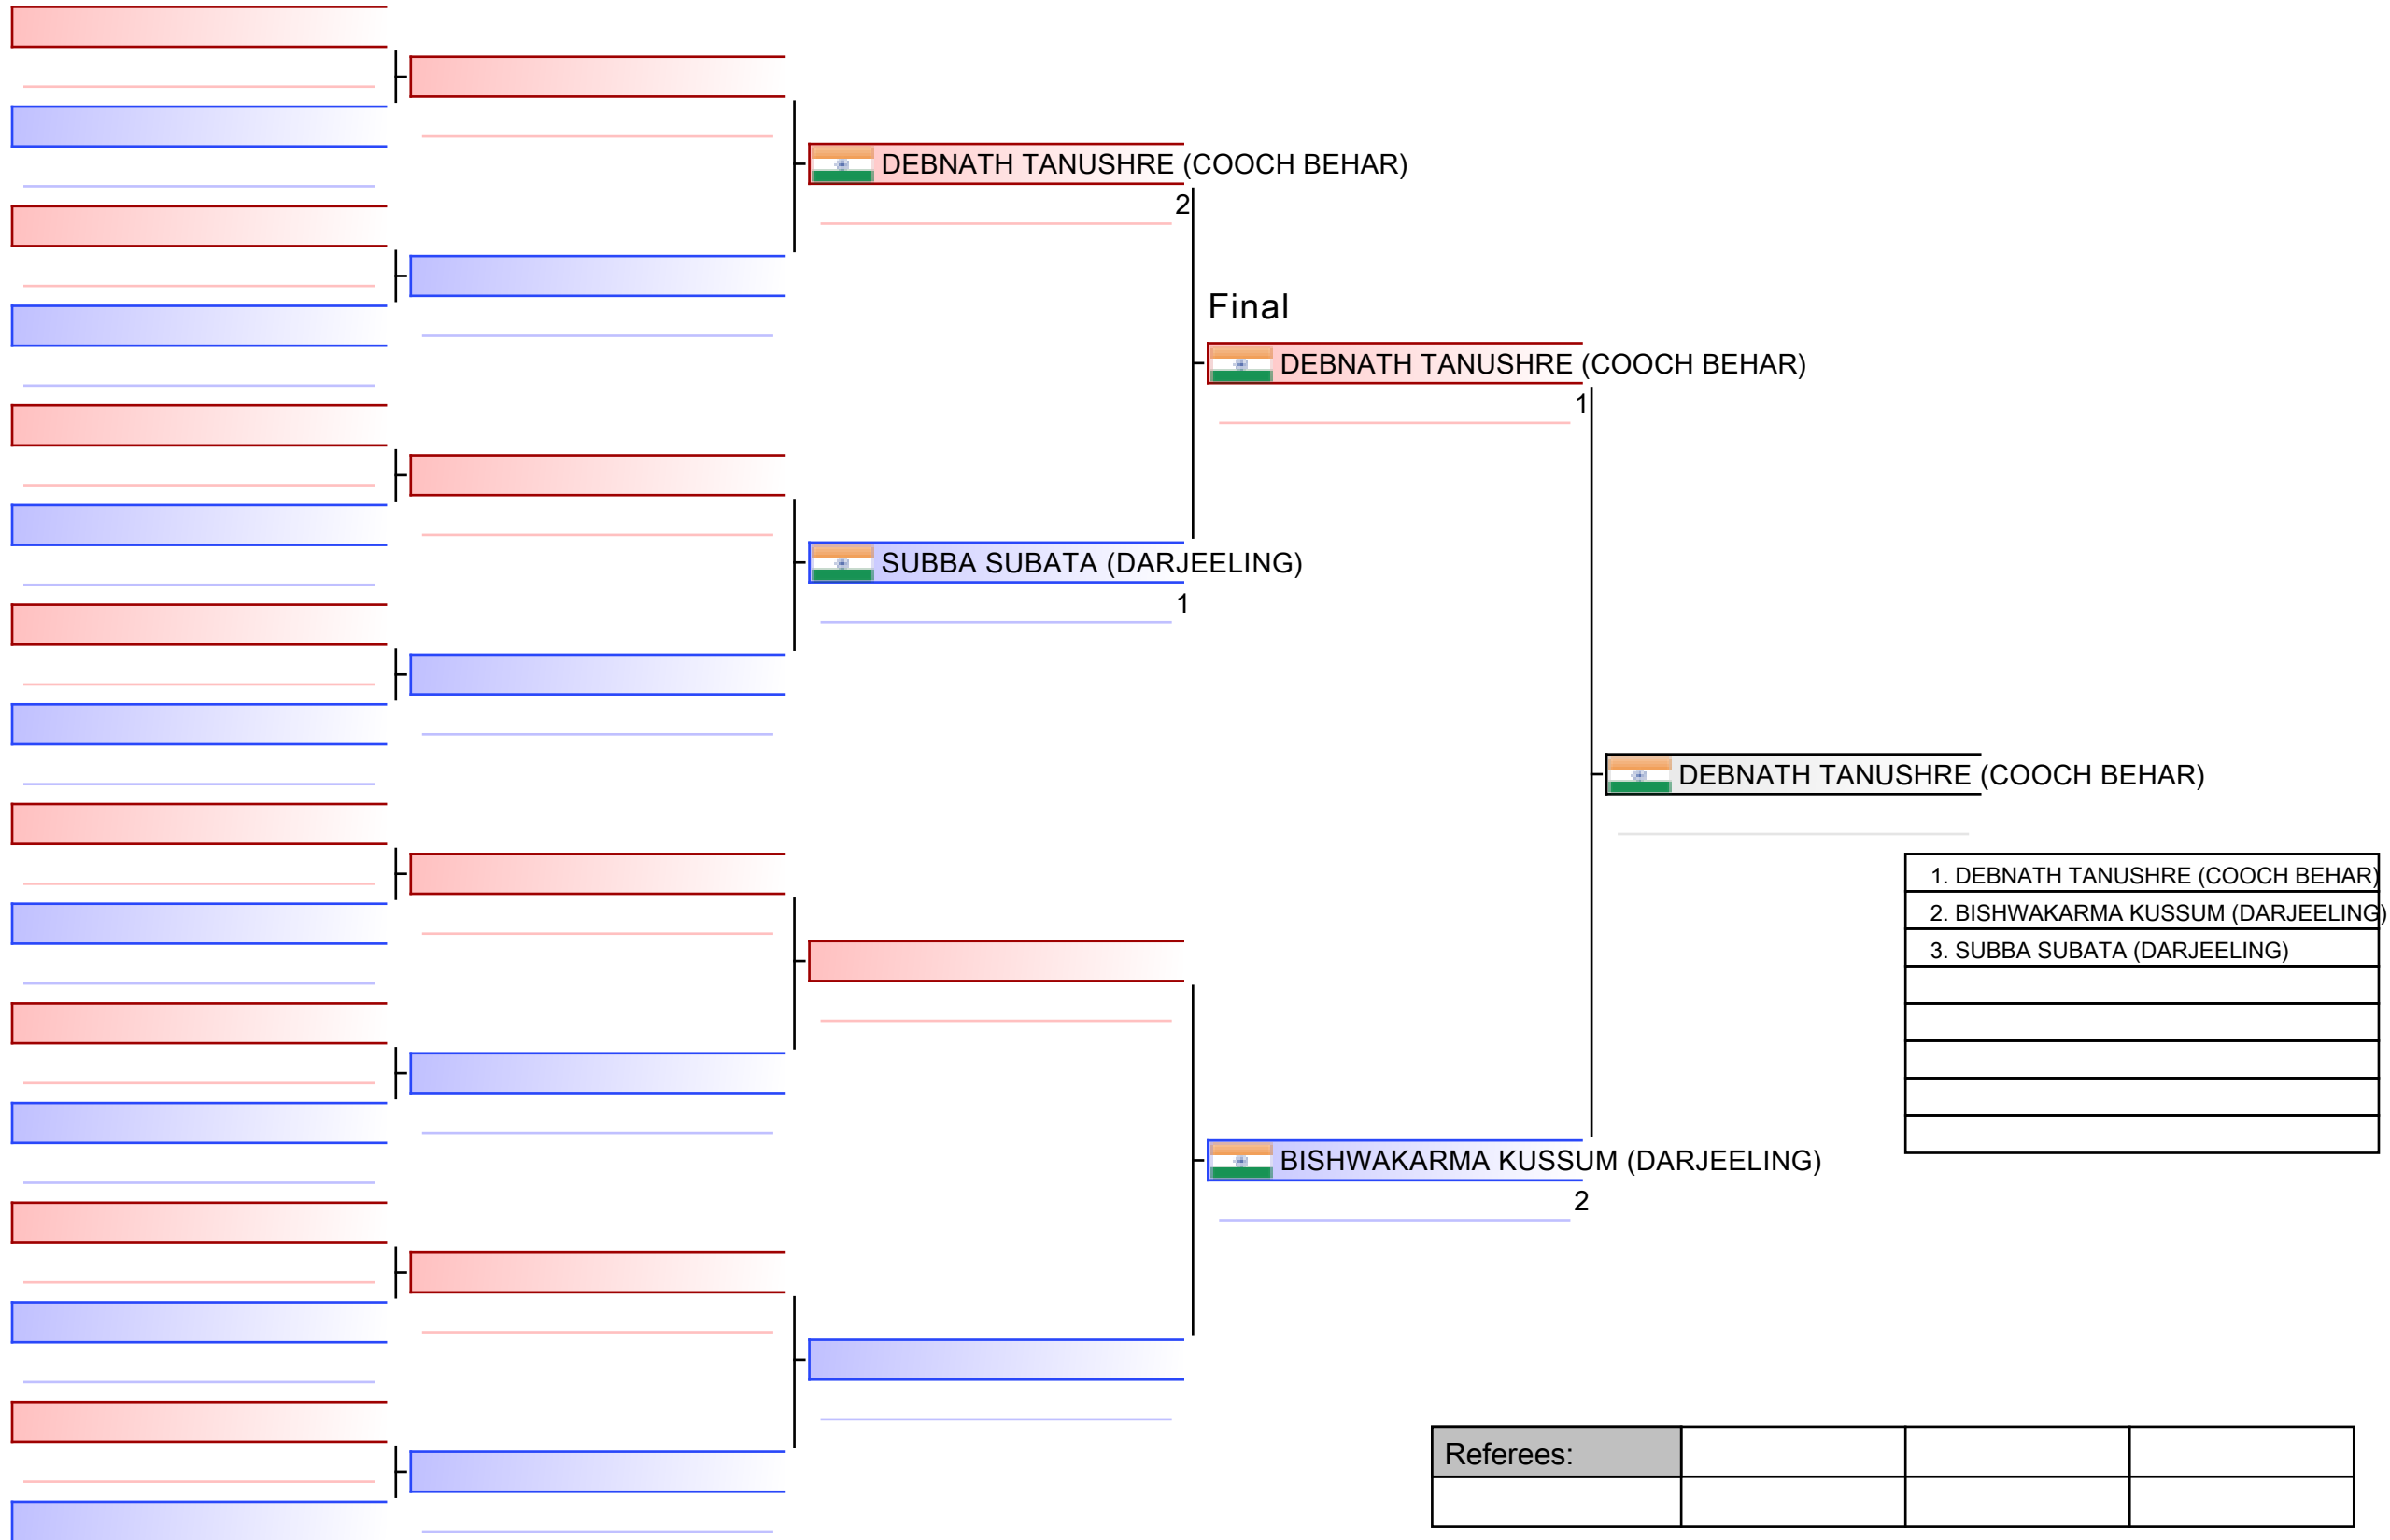 DEBNATH TANUSHRE (COOCH BEHAR)
2
Final
DEBNATH TANUSHRE (COOCH BEHAR)
1
SUBBA SUBATA (DARJEELING)
1
DEBNATH TANUSHRE (COOCH BEHAR)
1. DEBNATH TANUSHRE (COOCH BEHAR)
2. BISHWAKARMA KUSSUM (DARJEELING)
3. SUBBA SUBATA (DARJEELING)
BISHWAKARMA KUSSUM (DARJEELING)
2
Referees: